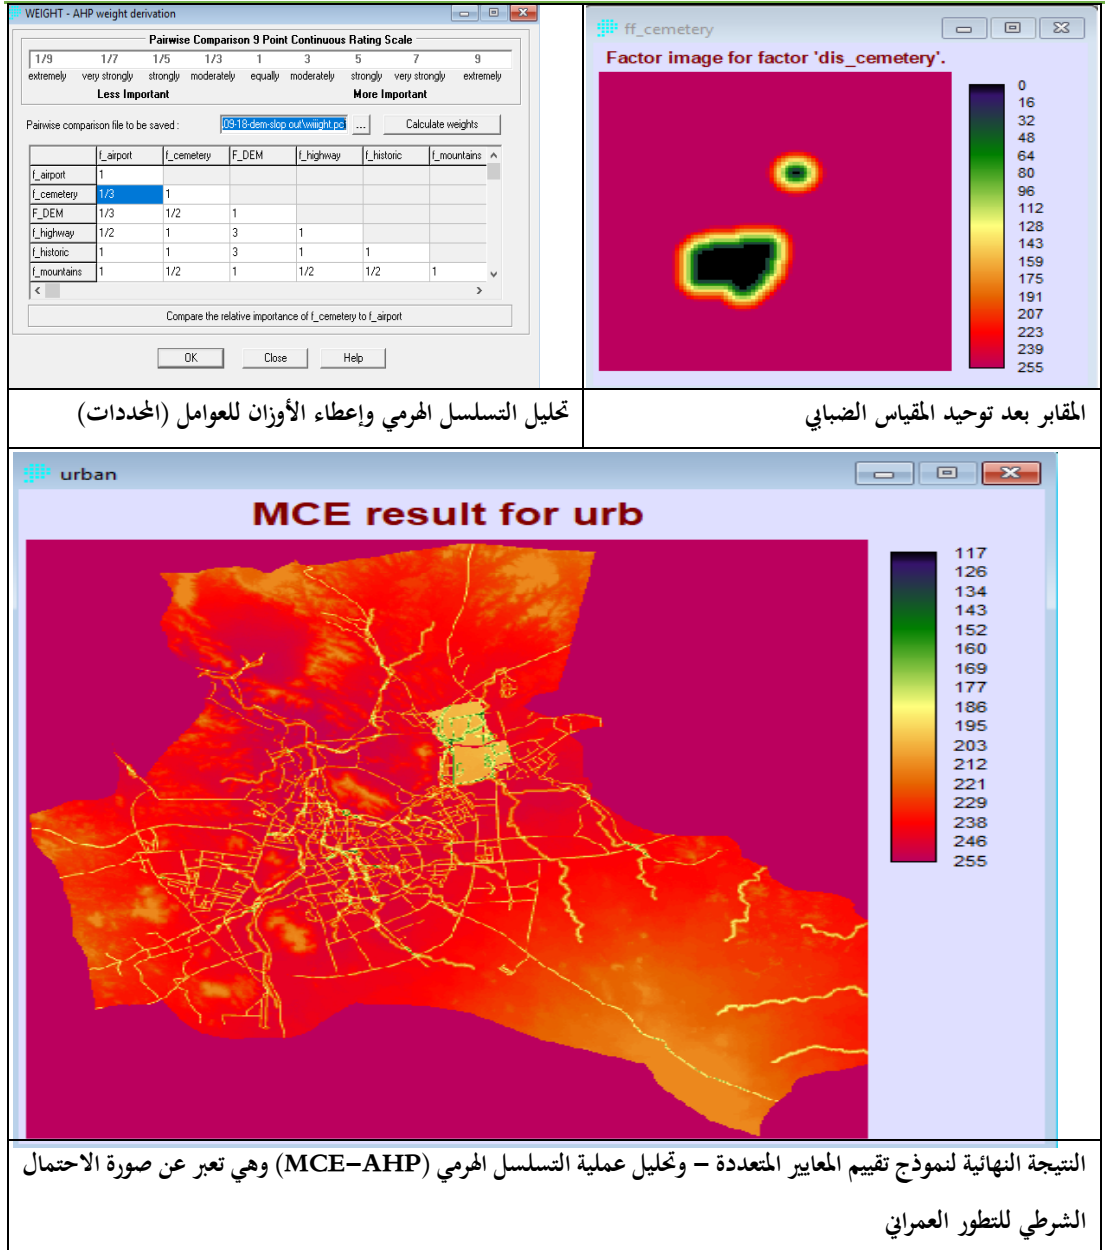 WEIGHT - AHP weight derivation
Pairwise Comparison 9 Point Continuous Rating Scale
1/9 1/7 1/5 1/3 1 3 5 7 9
extremely very strongly strongly moderately equally moderately strongly very strongly extremely
Less Important More Important
Pairwise comparison file to be saved : 09-18-dem-slop out\wiiight.pc ... Calculate weights
f_airport f_cemetery F_DEM f_highway f_historic f_mountains
f_airport 1
f_cemetery 1/3 1
F_DEM 1/3 1/2 1
f_highway 1/2 1 3 1
f_historic 1 1 3 1 1
f_mountains 1 1/2 1 1/2 1/2 1
Compare the relative importance of f_cemetery to f_airport
OK Close Help
ff_cemetery
Factor image for factor 'dis_cemetery'.
0
16
32
48
64
80
96
112
128
143
159
175
191
207
223
239
255
المقابر بعد توحيد المقياس الضبابي
تحليل التسلسل الهرمي وإعطاء الأوزان للعوامل (المحددات)
urban
MCE result for urb
117
126
134
143
152
160
169
177
186
195
203
212
221
229
238
246
255
النتيجة النهائية لنموذج تقييم المعايير المتعددة – وتحليل عملية التسلسل الهرمي (MCE–AHP) وهي تعبر عن صورة الاحتمال
الشرطي للتطور العمراني